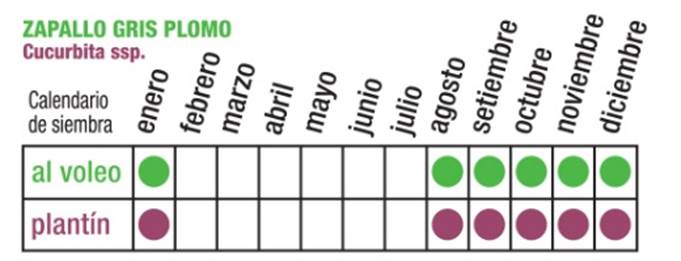 ZAPALLO GRIS PLOMO
Cucurbita ssp.
Calendario
de siembra
enero
febrero
marzo
abril
mayo
junio
julio
agosto
setiembre
octubre
noviembre
diciembre
al voleo
plantín